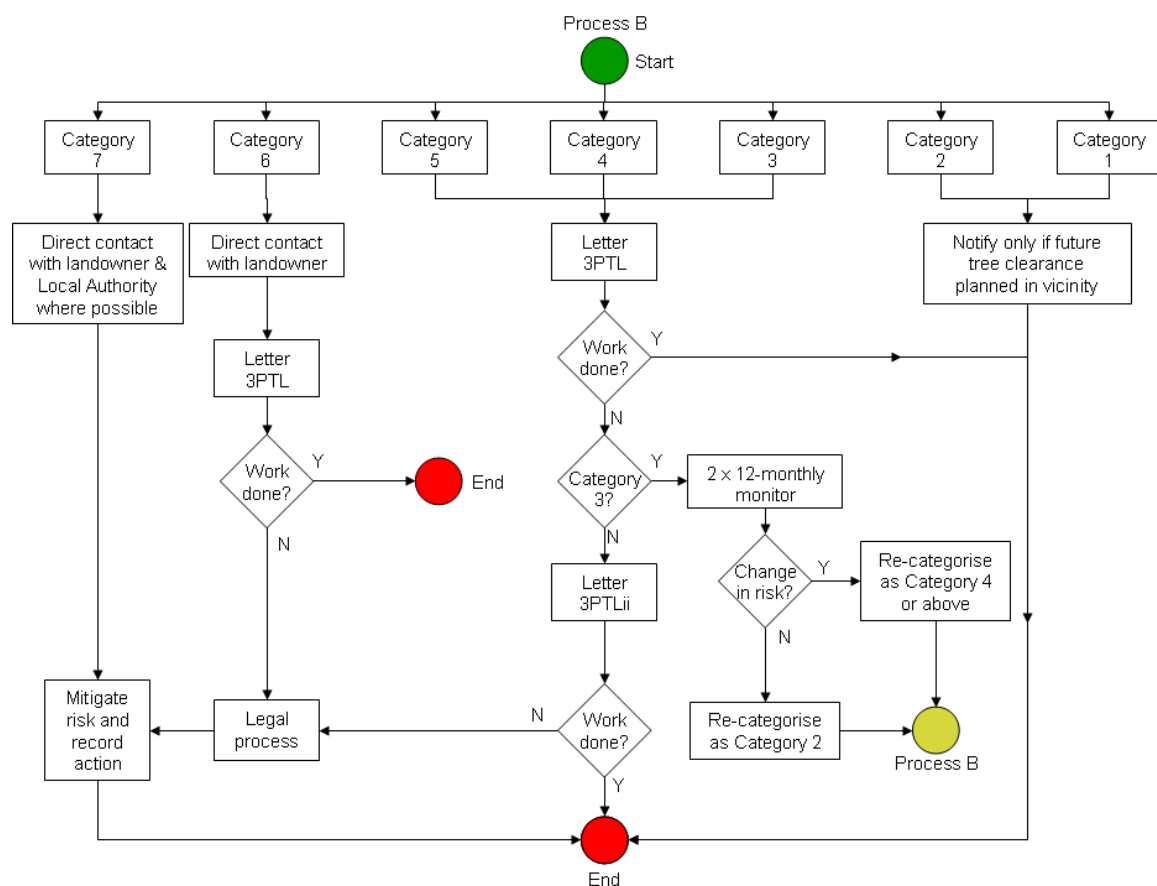 Process B
Start
Category
7
Category
6
Category
5
Category
4
Category
3
Category
2
Category
1
Direct contact
with landowner &
Local Authority
where possible
Direct contact
with landowner
Letter
3PTL
Notify only if future
tree clearance
planned in vicinity
Letter
3PTL
Work
done?
Y
N
Work
done?
Y
End
N
Category
3?
Y
N
2 x 12-monthly
monitor
Change
in risk?
Y
N
Re-categorise
as Category 4
or above
Letter
3PTLii
Mitigate
risk and
record
action
Legal
process
N
Work
done?
Y
Re-categorise
as Category 2
Process B
End